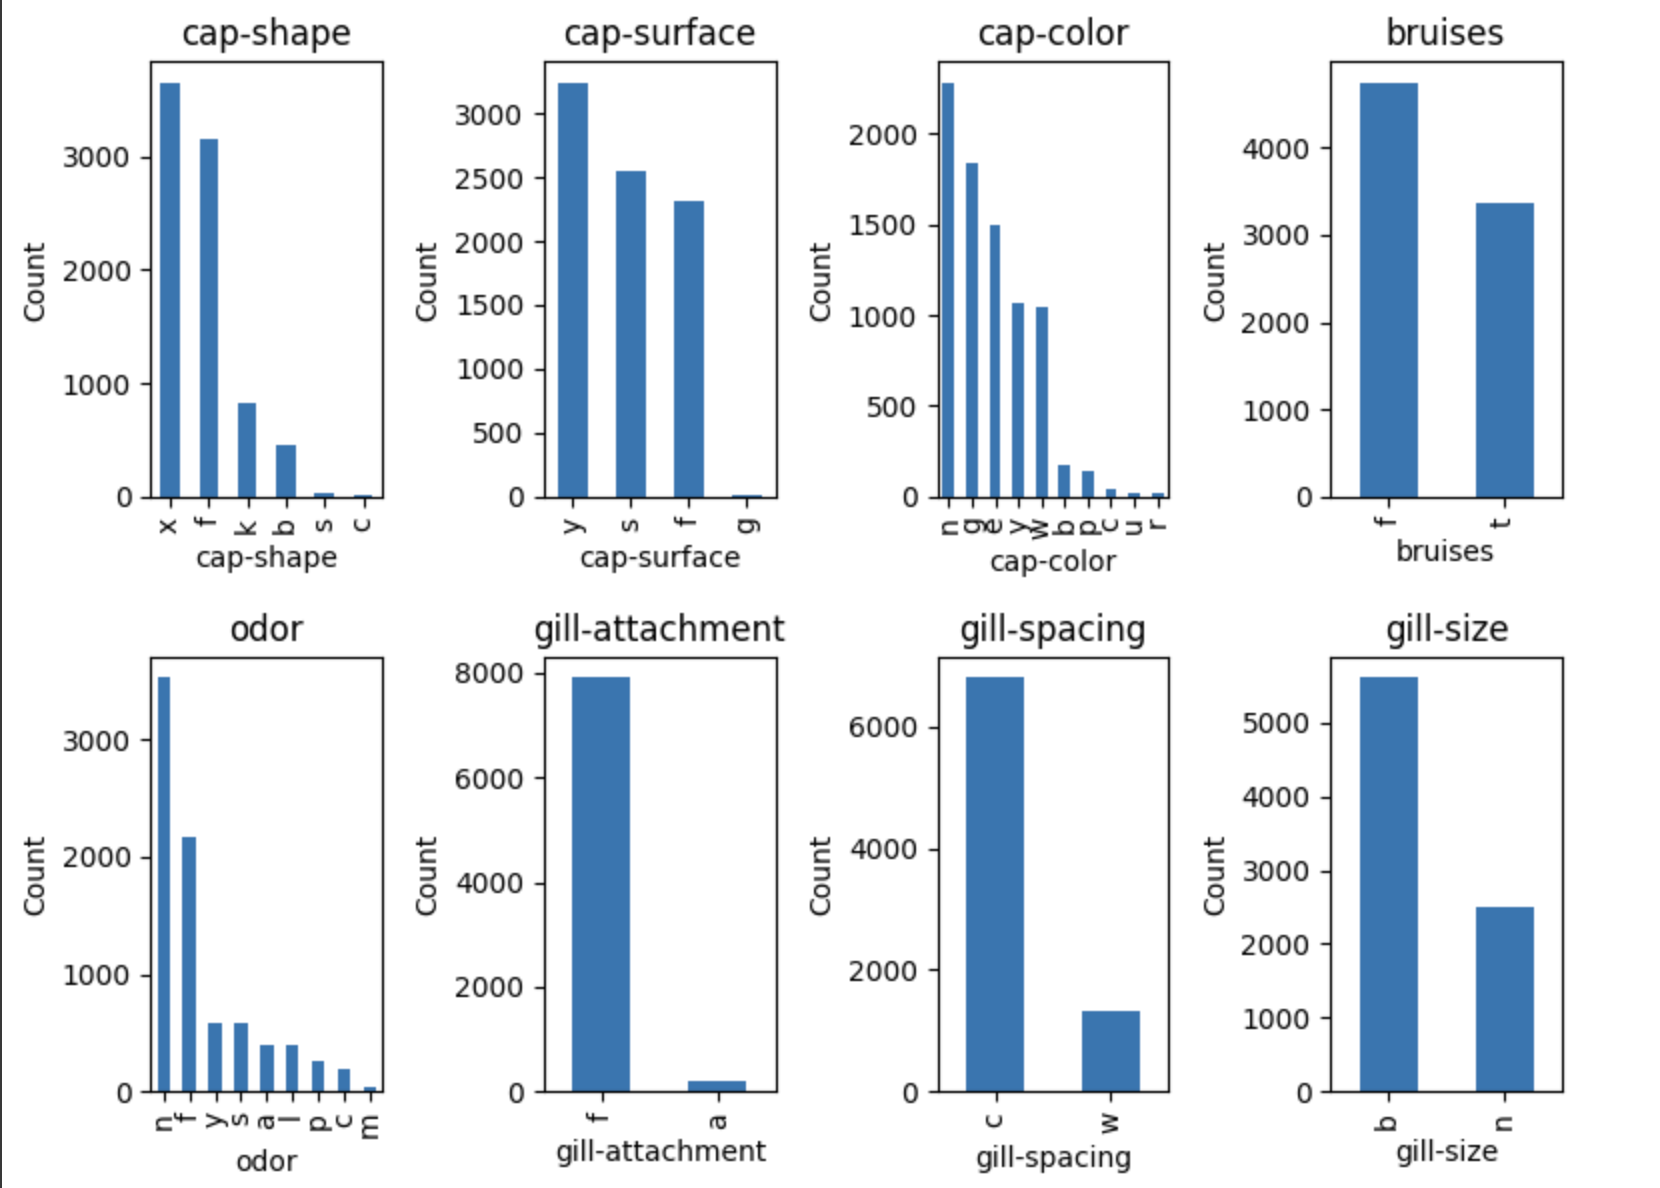 cap-shape
Count
3000
2000
1000
0
x f k b s c
cap-shape
cap-surface
Count
3000
2500
2000
1500
1000
500
0
y s f g
cap-surface
cap-color
Count
2000
1500
1000
500
0
n g e y w b p c u r
cap-color
bruises
Count
4000
3000
2000
1000
0
f t
bruises
odor
Count
3000
2000
1000
0
n f y s a l p c m
odor
gill-attachment
Count
8000
6000
4000
2000
0
f a
gill-attachment
gill-spacing
Count
6000
4000
2000
0
c w
gill-spacing
gill-size
Count
5000
4000
3000
2000
1000
0
b n
gill-size